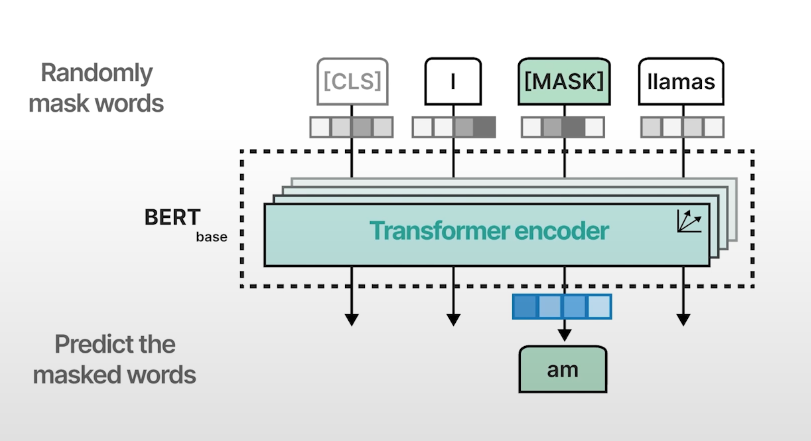 Randomly
mask words
[CLS] I [MASK] llamas
BERT
base
Transformer encoder
Predict the
masked words
am